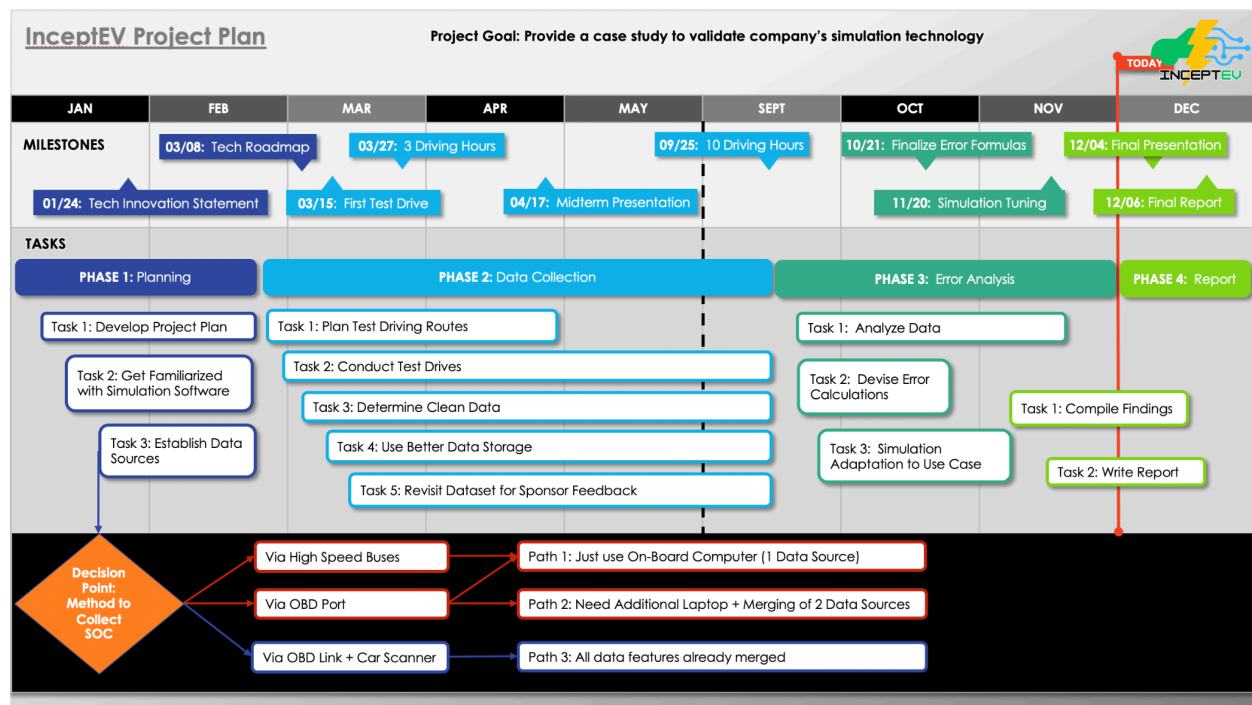 InceptEV Project Plan
Project Goal: Provide a case study to validate company's simulation technology
TODAY
INCEPTEV
JAN FEB MAR APR MAY SEPT OCT NOV DEC
MILESTONES
03/08: Tech Roadmap
03/27: 3 Driving Hours
09/25: 10 Driving Hours
10/21: Finalize Error Formulas
12/04: Final Presentation
01/24: Tech Innovation Statement
03/15: First Test Drive
04/17: Midterm Presentation
11/20: Simulation Tuning
12/06: Final Report
TASKS
PHASE 1: Planning
PHASE 2: Data Collection
PHASE 3: Error Analysis
PHASE 4: Report
Task 1: Develop Project Plan
Task 2: Get Familiarized
with Simulation Software
Task 3: Establish Data
Sources
Task 1: Plan Test Driving Routes
Task 2: Conduct Test Drives
Task 3: Determine Clean Data
Task 4: Use Better Data Storage
Task 5: Revisit Dataset for Sponsor Feedback
Task 1: Analyze Data
Task 2: Devise Error
Calculations
Task 3: Simulation
Adaptation to Use Case
Task 1: Compile Findings
Task 2: Write Report
Decision
Point:
Method to
Collect
SOC
Via High Speed Buses
Path 1: Just use On-Board Computer (1 Data Source)
Via OBD Port
Path 2: Need Additional Laptop + Merging of 2 Data Sources
Via OBD Link + Car Scanner
Path 3: All data features already merged